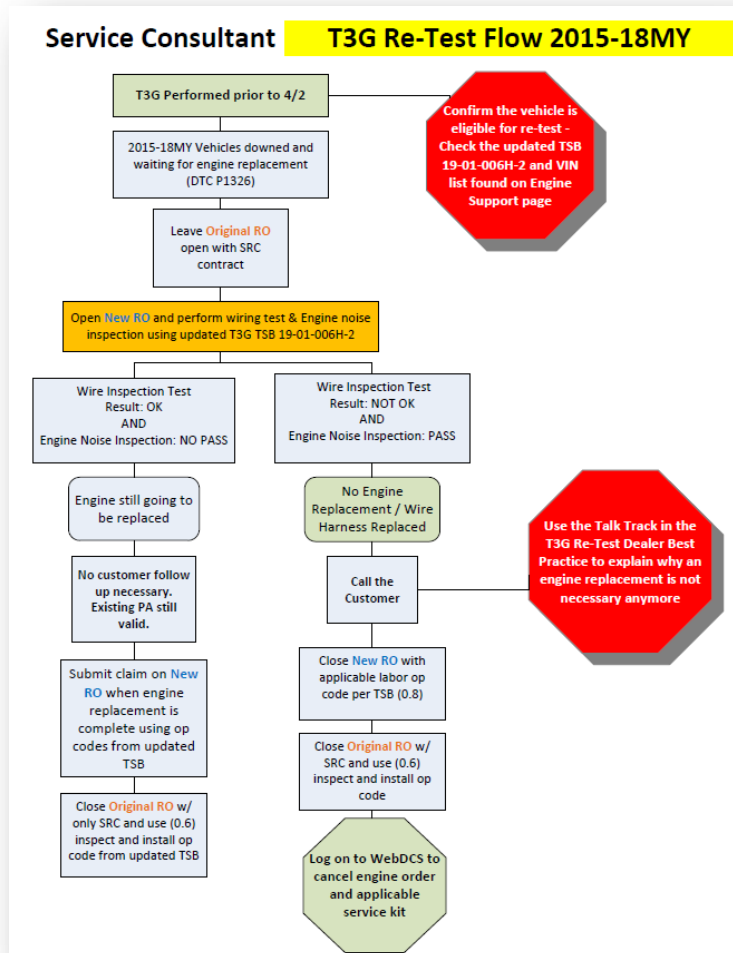 Service Consultant T3G Re-Test Flow 2015-18MY
T3G Performed prior to 4/2
Confirm the vehicle is
eligible for re-test -
Check the updated TSB
19-01-006H-2 and VIN
list found on Engine
Support page
2015-18MY Vehicles downed and
waiting for engine replacement
(DTC P1326)
Leave Original RO
open with SRC
contract
Open New RO and perform wiring test & Engine noise
inspection using updated T3G TSB 19-01-006H-2
Wire Inspection Test
Result: OK
AND
Engine Noise Inspection: NO PASS
Engine still going to
be replaced
No customer follow
up necessary.
Existing PA still
valid.
Submit claim on New
RO when engine
replacement is
complete using op
codes from updated
TSB
Close Original RO w/
only SRC and use (0.6)
inspect and install op
code from updated TSB
Wire Inspection Test
Result: NOT OK
AND
Engine Noise Inspection: PASS
No Engine
Replacement / Wire
Harness Replaced
Call the
Customer
Use the Talk Track in the
T3G Re-Test Dealer Best
Practice to explain why an
engine replacement is not
necessary anymore
Close New RO with
applicable labor op
code per TSB (0.8)
Close Original RO w/
SRC and use (0.6)
inspect and install op
code
Log on to WebDCS to
cancel engine order
and applicable
service kit